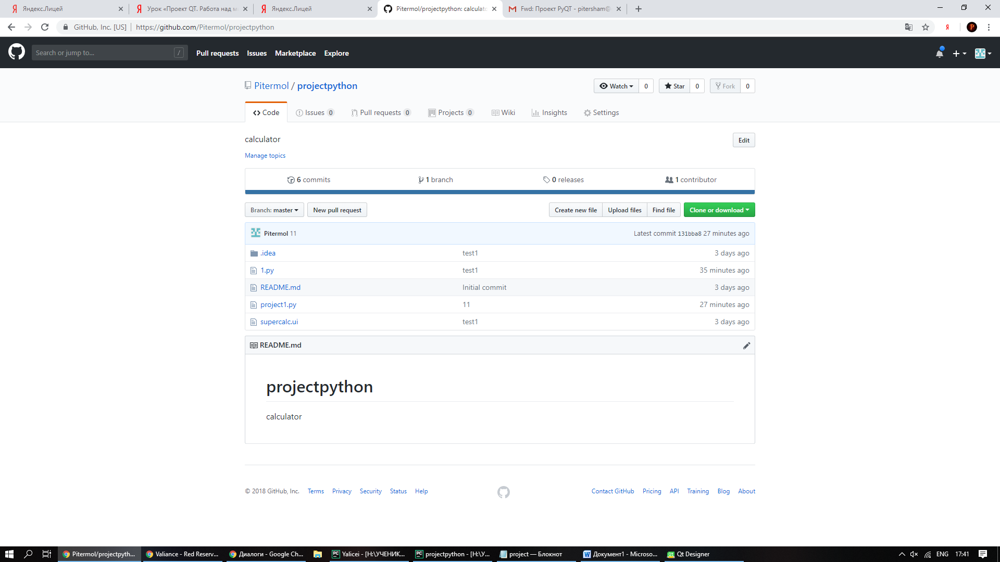 Яндекс.Лицей
Урок «Проект QT. Работа над м
Яндекс.Лицей
Pitermol/projectpython: calculato
Fwd: Проект PyQT - pitersham@
GitHub, Inc. [US] https://github.com/Pitermol/projectpython
Search or jump to... /
Pull requests Issues Marketplace Explore
Pitermol / projectpython
Watch 0 Star 0 Fork 0
Code Issues 0 Pull requests 0 Projects 0 Wiki Insights Settings
calculator
Edit
Manage topics
6 commits 1 branch 0 releases 1 contributor
Branch: master New pull request Create new file Upload files Find file Clone or download
Pitermol 11 Latest commit 131bba8 27 minutes ago
.idea test1 3 days ago
1.py test1 35 minutes ago
README.md Initial commit 3 days ago
project1.py 11 27 minutes ago
supercalc.ui test1 3 days ago
README.md
projectpython
calculator
© 2018 GitHub, Inc. Terms Privacy Security Status Help Contact GitHub Pricing API Training Blog About
Pitermol/projectpyth... Valiance - Red Reserv... Диалоги - Google Ch... Yalicei - [H:\УЧЕНИК... projectpython - [H:\У... project — Блокнот Документ1 - Microso... Qt Designer ENG 17:41